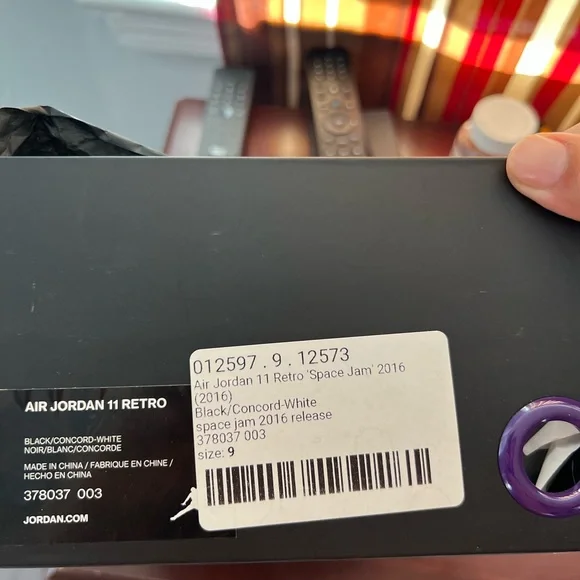 012597 . 9 . 12573
Air Jordan 11 Retro 'Space Jam' 2016
(2016)
Black/Concord-White
space jam 2016 release
378037 003
size: 9
AIR JORDAN 11 RETRO
BLACK/CONCORD-WHITE
NOIR/BLANC/CONCORDE
MADE IN CHINA / FABRIQUE EN CHINE /
HECHO EN CHINA
378037 003
JORDAN.COM